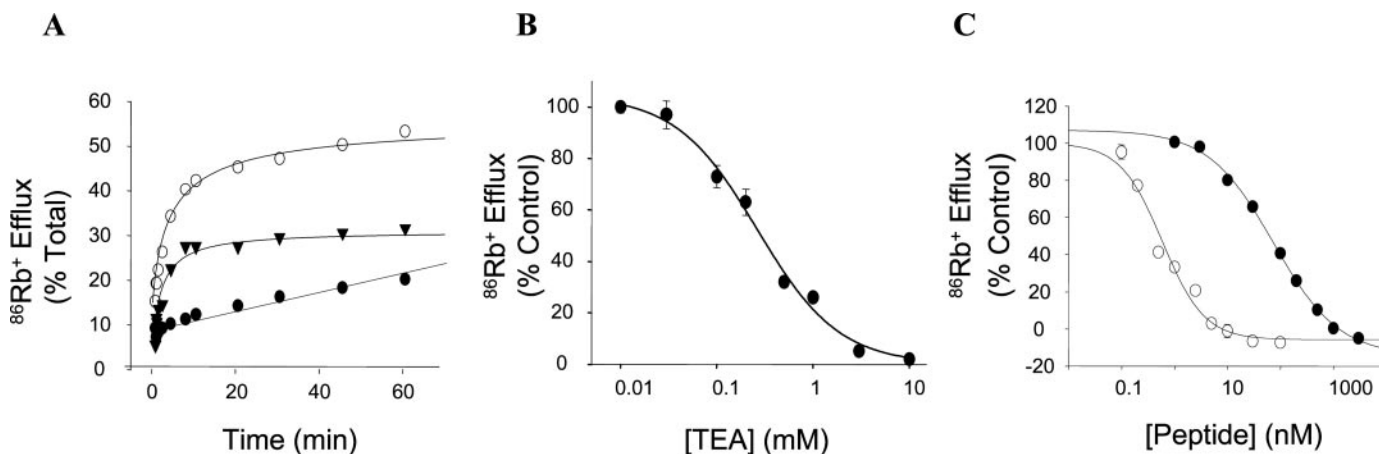 A
B
C
⁸⁶Rb⁺ Efflux
(% Total)
60
50
40
30
20
10
0
0 20 40 60
Time (min)
⁸⁶Rb⁺ Efflux
(% Control)
100
80
60
40
20
0
0.01 0.1 1 10
[TEA] (mM)
⁸⁶Rb⁺ Efflux
(% Control)
120
100
80
60
40
20
0
-20
0.1 10 1000
[Peptide] (nM)